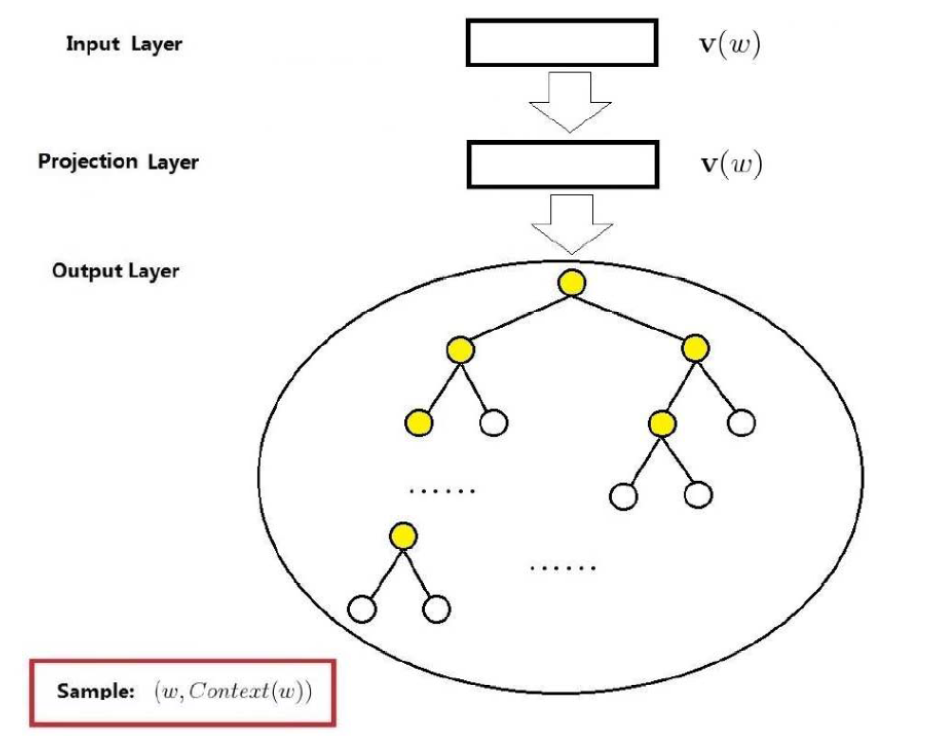 Input Layer
v(w)
Projection Layer
v(w)
Output Layer
......
......
Sample: (w, Context(w))